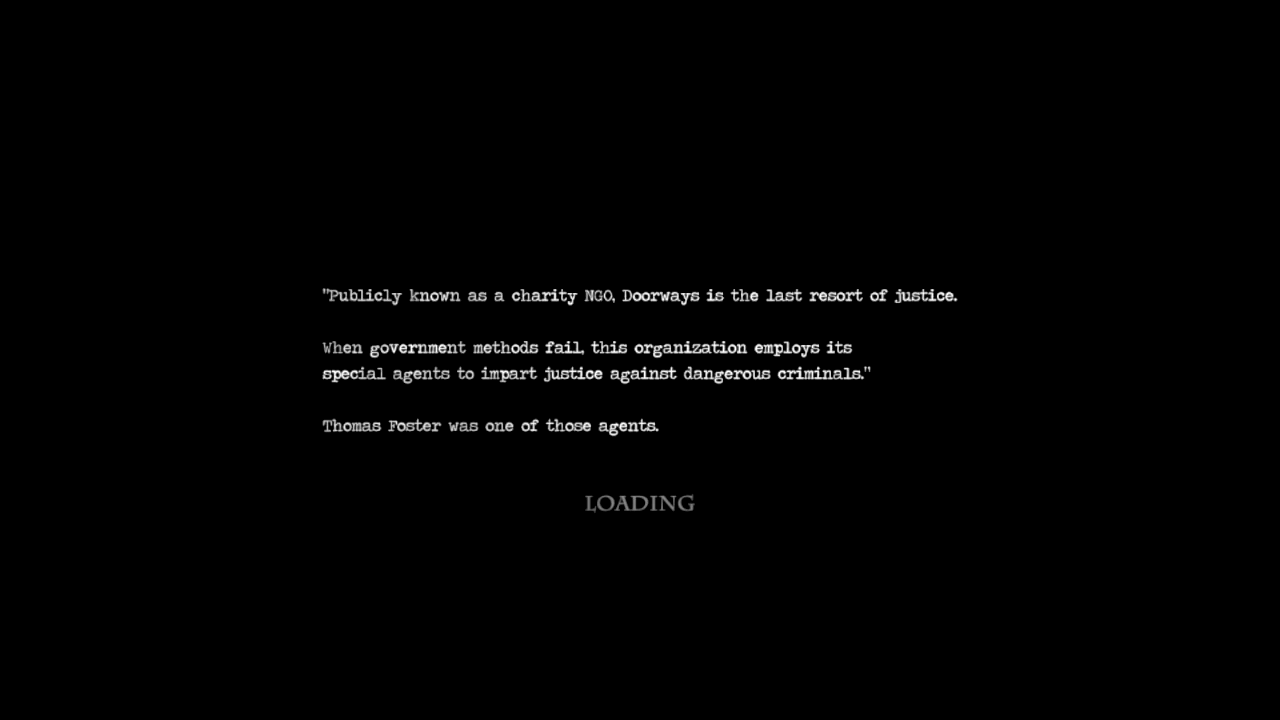 "Publicly known as a charity NGO, Doorways is the last resort of justice.
When government methods fail, this organization employs its
special agents to impart justice against dangerous criminals."
Thomas Foster was one of those agents.
LOADING